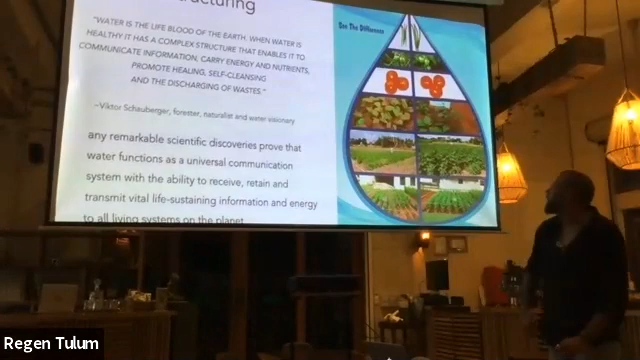 ructuring
"WATER IS THE LIFE BLOOD OF THE EARTH. WHEN WATER IS
HEALTHY IT HAS A COMPLEX STRUCTURE THAT ENABLES IT TO
COMMUNICATE INFORMATION, CARRY ENERGY AND NUTRIENTS,
PROMOTE HEALING, SELF-CLEANSING
AND THE DISCHARGING OF WASTES."
~Viktor Schauberger, forester, naturalist and water visionary
any remarkable scientific discoveries prove that
water functions as a universal communication
system with the ability to receive, retain and
transmit vital life-sustaining information and energy
to all living systems on the planet
See The Difference
Regen Tulum